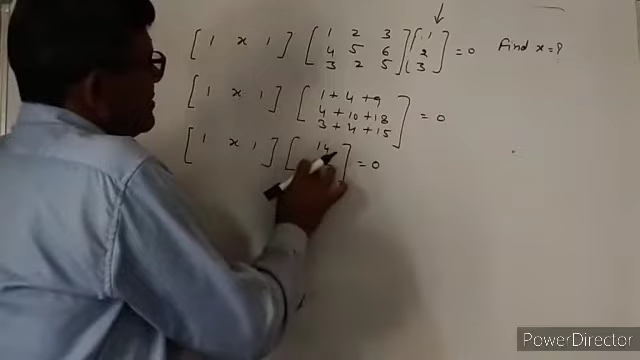 [ 1 x 1 ] [ 1 2 3 4 5 6 3 2 5 ] [ 1 2 3 ] = 0 Find x = ?
[ 1 x 1 ] [ 1 + 4 + 9 4 + 10 + 18 3 + 4 + 15 ] = 0
[ 1 x 1 ] [ 14 ] = 0
PowerDirector